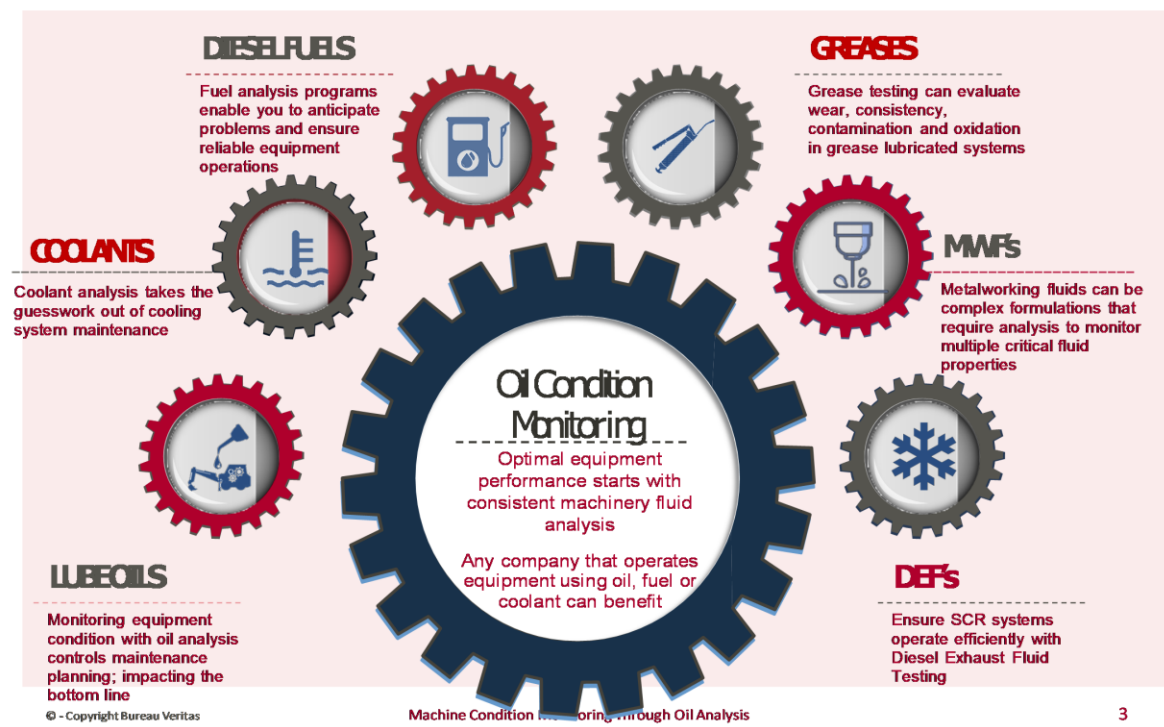 DIESEL FUELS
Fuel analysis programs
enable you to anticipate
problems and ensure
reliable equipment
operations
GREASES
Grease testing can evaluate
wear, consistency,
contamination and oxidation
in grease lubricated systems
COOLANTS
Coolant analysis takes the
guesswork out of cooling
system maintenance
MWF's
Metalworking fluids can be
complex formulations that
require analysis to monitor
multiple critical fluid
properties
Oil Condition
Monitoring
Optimal equipment
performance starts with
consistent machinery fluid
analysis
Any company that operates
equipment using oil, fuel or
coolant can benefit
LUBE OILS
Monitoring equipment
condition with oil analysis
controls maintenance
planning; impacting the
bottom line
DEF's
Ensure SCR systems
operate efficiently with
Diesel Exhaust Fluid
Testing
© - Copyright Bureau Veritas
Machine Condition Monitoring Through Oil Analysis
3